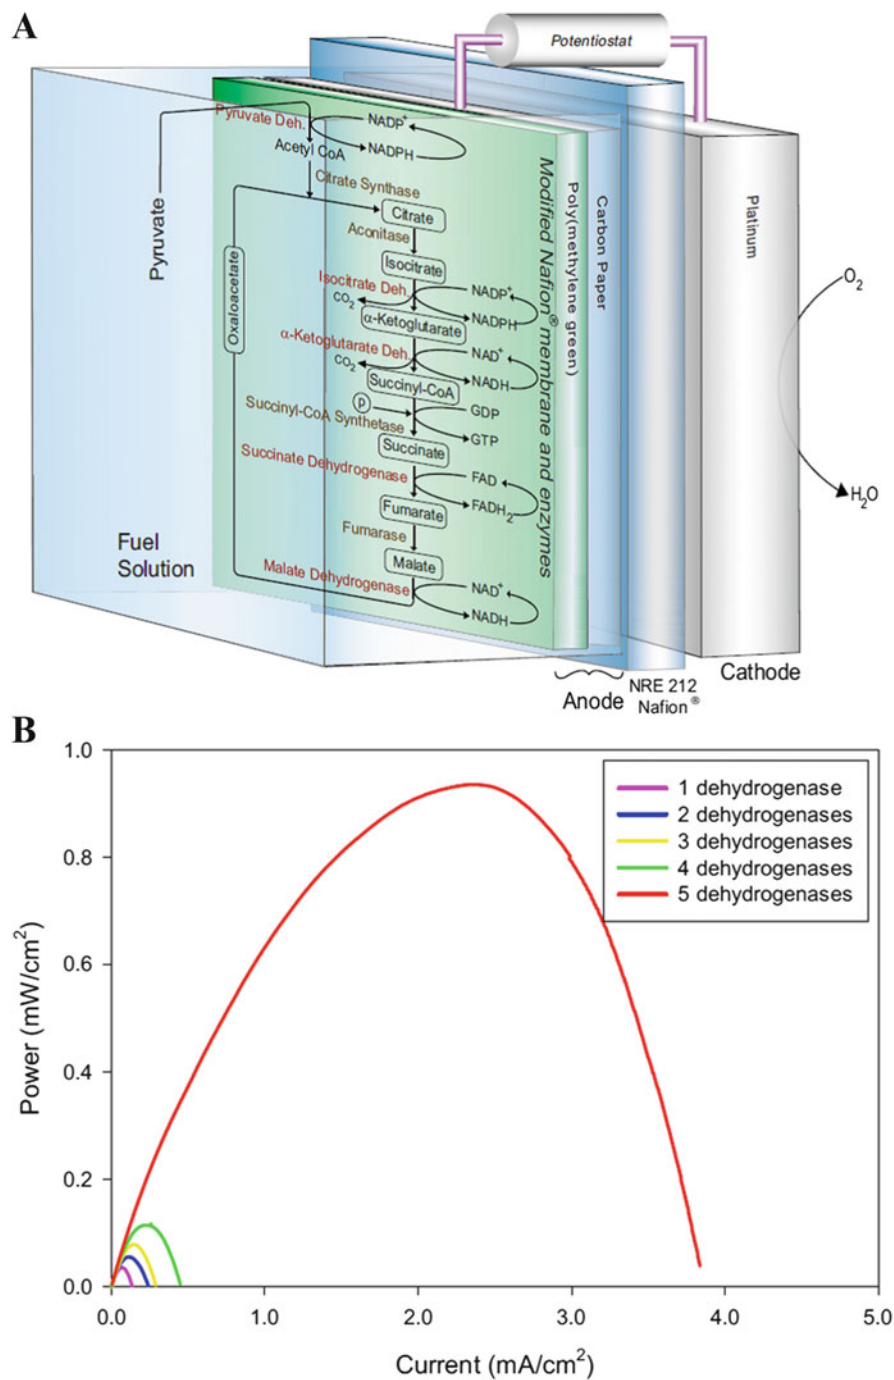 A
Potentiostat
Pyruvate Deh.
NADP+
Acetyl CoA
NADPH
Citrate Synthase
Citrate
Aconitase
Isocitrate
Isocitrate Deh.
NADP+
CO2
NADPH
α-Ketoglutarate
α-Ketoglutarate Deh.
NAD+
CO2
NADH
Succinyl-CoA
P
GDP
Succinyl-CoA Synthetase
GTP
Succinate
Succinate Dehydrogenase
FAD
FADH2
Fumarate
Fumarase
Malate
Malate Dehydrogenase
NAD+
NADH
Pyruvate
Oxaloacetate
Modified Nafion® membrane and enzymes
Poly(methylene green)
Carbon Paper
Platinum
O2
H2O
Fuel
Solution
Anode
NRE 212
Nafion®
Cathode
B
1.0
0.8
0.6
0.4
0.2
0.0
Power (mW/cm2)
1 dehydrogenase
2 dehydrogenases
3 dehydrogenases
4 dehydrogenases
5 dehydrogenases
0.0 1.0 2.0 3.0 4.0 5.0
Current (mA/cm2)